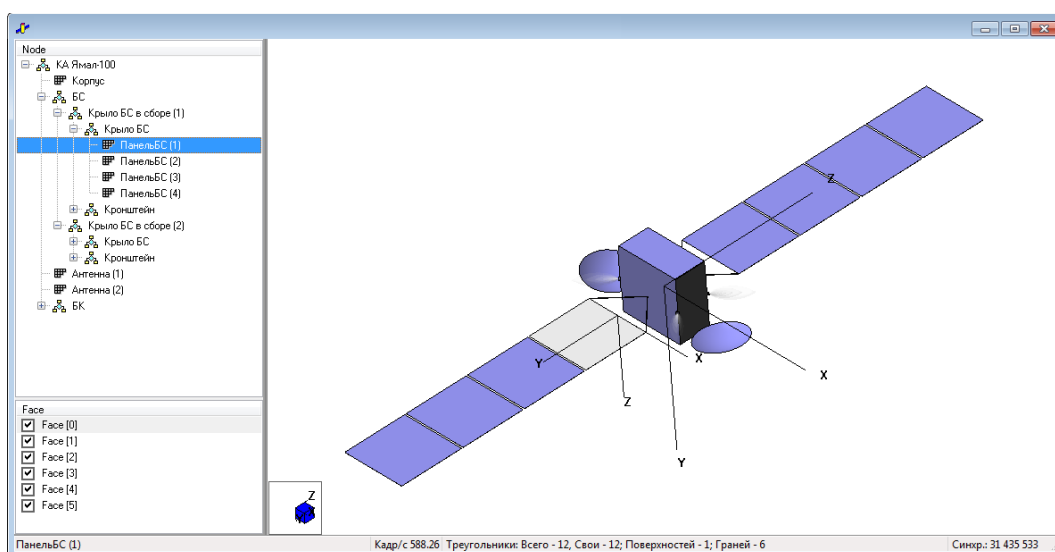 Node
КА Ямал-100
Корпус
БС
Крыло БС в сборе (1)
Крыло БС
ПанельБС (1)
ПанельБС (2)
ПанельБС (3)
ПанельБС (4)
Кронштейн
Крыло БС в сборе (2)
Крыло БС
Кронштейн
Антенна (1)
Антенна (2)
БК
Z
X
Y
Y
X
Z
Face
Face [0]
Face [1]
Face [2]
Face [3]
Face [4]
Face [5]
Z
ПанельБС (1)
Кадр/с 588.26 Треугольники: Всего - 12, Свои - 12; Поверхностей - 1; Граней - 6
Синхр.: 31 435 533